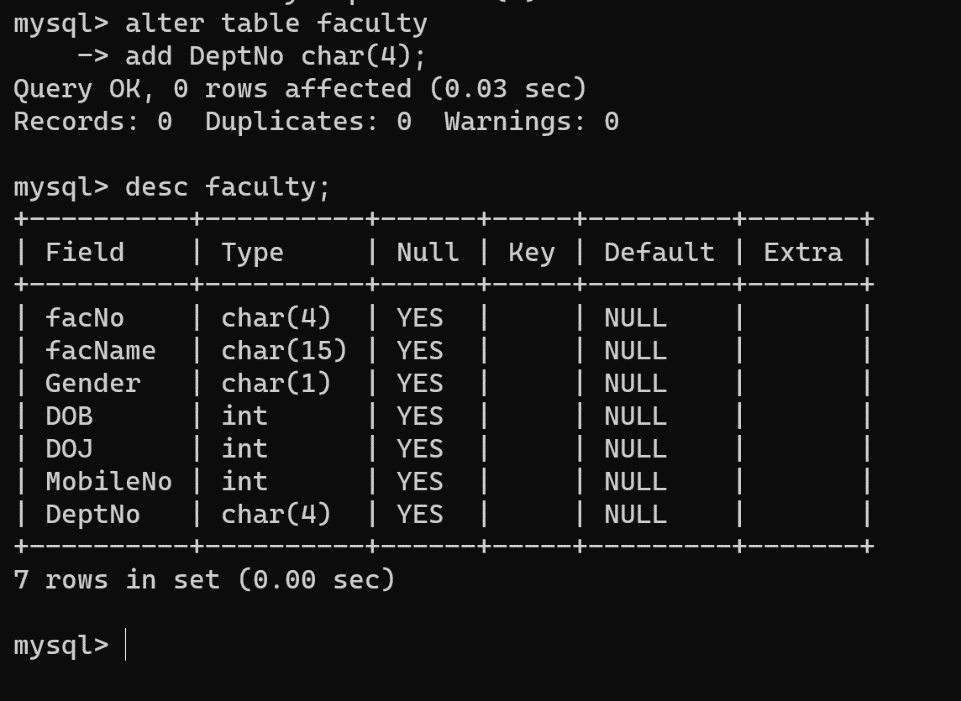 mysql> alter table faculty
    -> add DeptNo char(4);
Query OK, 0 rows affected (0.03 sec)
Records: 0  Duplicates: 0  Warnings: 0
mysql> desc faculty;
+----------+----------+------+-----+---------+-------+
| Field    | Type     | Null | Key | Default | Extra |
+----------+----------+------+-----+---------+-------+
| facNo    | char(4)  | YES  |     | NULL    |       |
| facName  | char(15) | YES  |     | NULL    |       |
| Gender   | char(1)  | YES  |     | NULL    |       |
| DOB      | int      | YES  |     | NULL    |       |
| DOJ      | int      | YES  |     | NULL    |       |
| MobileNo | int      | YES  |     | NULL    |       |
| DeptNo   | char(4)  | YES  |     | NULL    |       |
+----------+----------+------+-----+---------+-------+
7 rows in set (0.00 sec)
mysql>